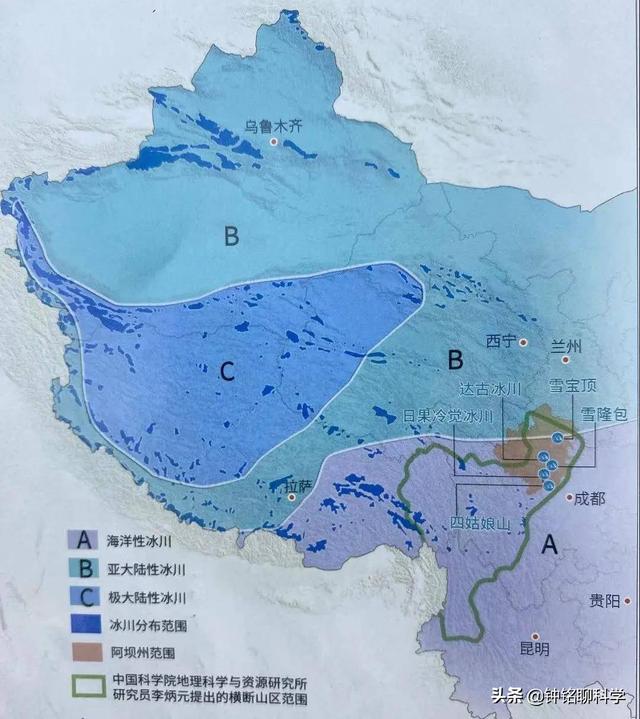 乌鲁木齐
B
C
B
西宁
兰州
达古冰川
雪宝顶
日果冷觉冰川
雪隆包
拉萨
成都
四姑娘山
A
A 海洋性冰川
B 亚大陆性冰川
C 极大陆性冰川
冰川分布范围
阿坝州范围
中国科学院地理科学与资源研究所
研究员李炳元提出的横断山区范围
贵阳
昆明
头条 @钟铭聊科学